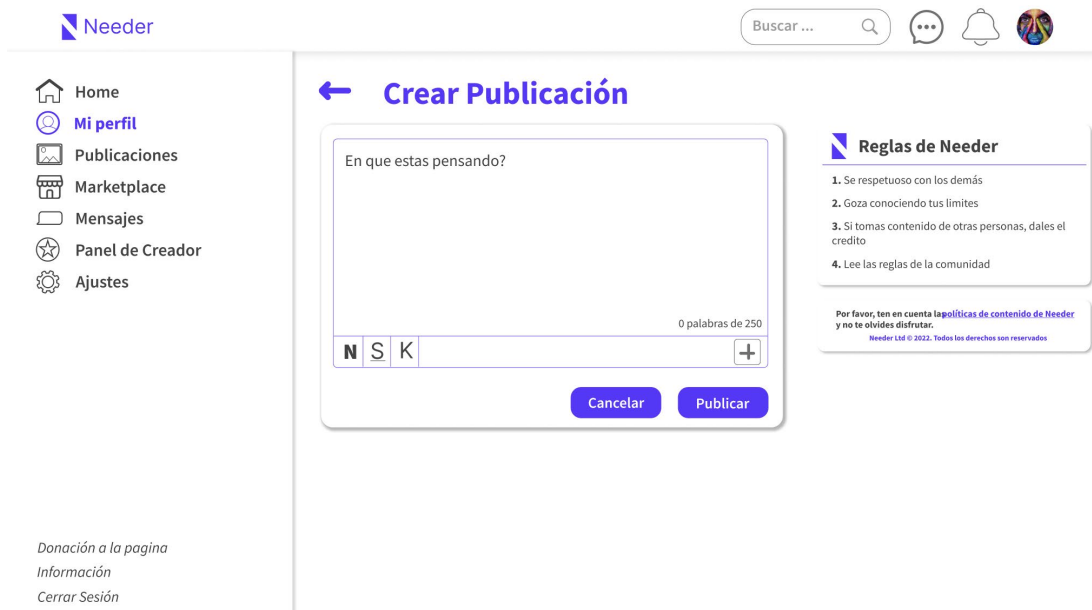 Needer
Buscar ...
Home
Mi perfil
Publicaciones
Marketplace
Mensajes
Panel de Creador
Ajustes
Donación a la pagina
Información
Cerrar Sesión
Crear Publicación
En que estas pensando?
0 palabras de 250
N S K
Cancelar Publicar
Reglas de Needer
1. Se respetuoso con los demás
2. Goza conociendo tus limites
3. Si tomas contenido de otras personas, dales el
credito
4. Lee las reglas de la comunidad
Por favor, ten en cuenta las políticas de contenido de Needer
y no te olvides disfrutar.
Needer Ltd © 2022. Todos los derechos son reservados